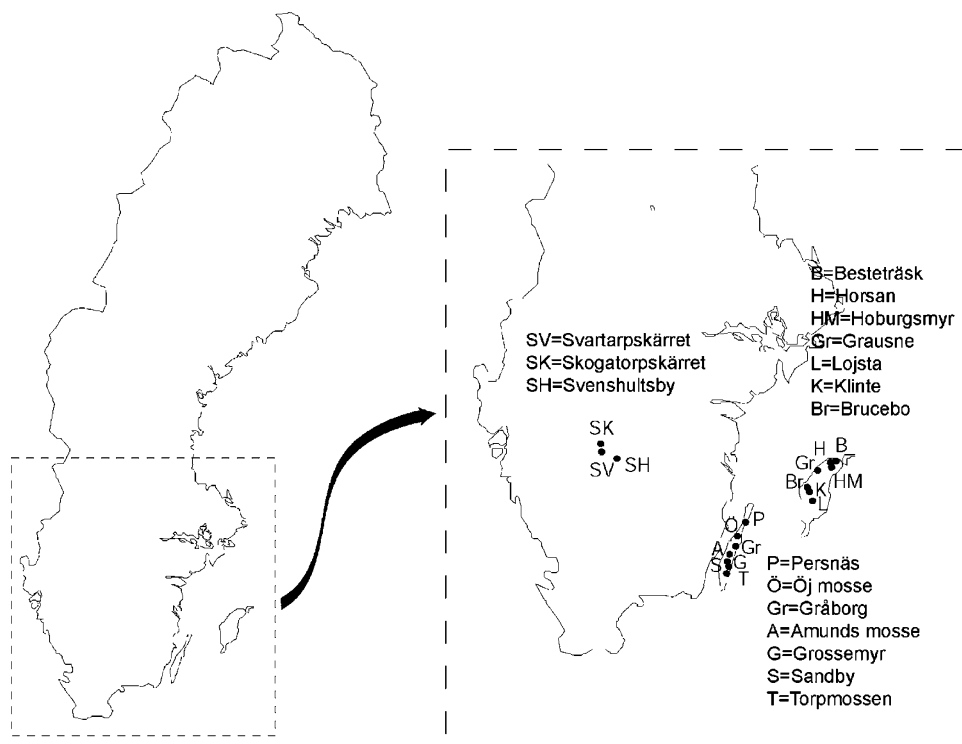 B=Besteträsk
H=Horsan
HM=Hoburgsmyr
Gr=Grausne
L=Lojsta
K=Klinte
Br=Brucebo
SV=Svartarpskärret
SK=Skogatorpskärret
SH=Svenshultsby
SK
SV
SH
H
B
Gr
HM
Br
K
L
Ö
P
A
Gr
S
G
T
P=Persnäs
Ö=Öj mosse
Gr=Gråborg
A=Amunds mosse
G=Grossemyr
S=Sandby
T=Torpmossen